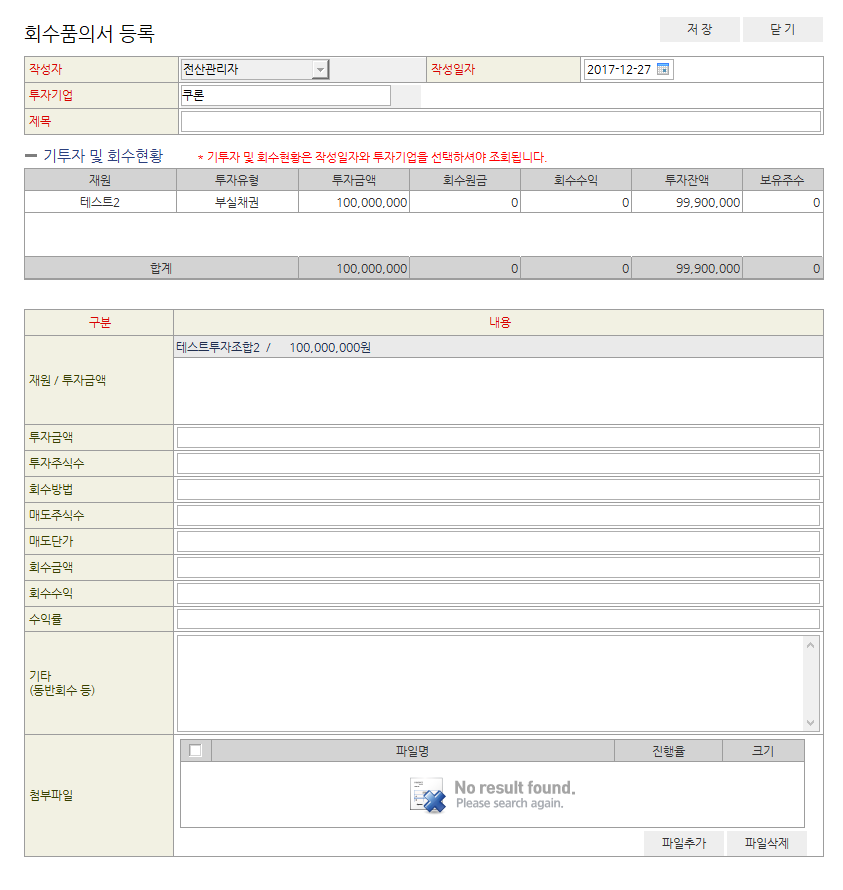 회수품의서 등록
저 장 닫 기
작성자 전산관리자 작성일자 2017-12-27
투자기업 쿠론
제목
기투자 및 회수현황 * 기투자 및 회수현황은 작성일자와 투자기업을 선택하셔야 조회됩니다.
재원 투자유형 투자금액 회수원금 회수수익 투자잔액 보유주수
테스트2 부실채권 100,000,000 0 0 99,900,000 0
합계 100,000,000 0 0 99,900,000 0
구분 내용
재원 / 투자금액 테스트투자조합2 / 100,000,000원
투자금액
투자주식수
회수방법
매도주식수
매도단가
회수금액
회수수익
수익률
기타
(동반회수 등)
첨부파일 파일명 진행율 크기
No result found.
Please search again.
파일추가 파일삭제